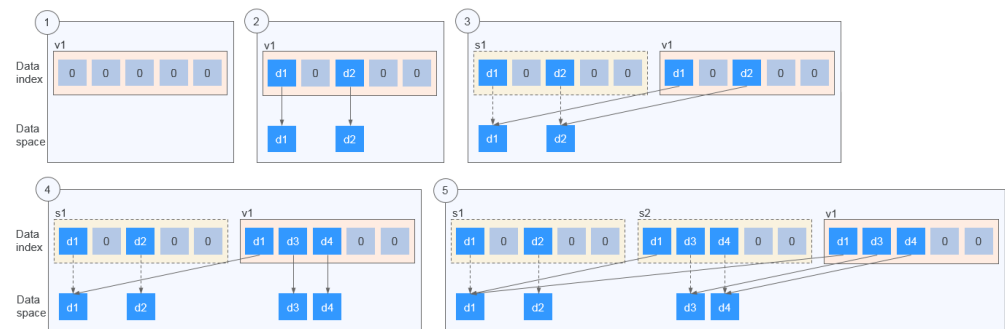 1 2 3
v1 v1 s1 v1
Data index 0 0 0 0 0 d1 0 d2 0 0 d1 0 d2 0 0 d1 0 d2 0 0
Data space d1 d2 d1 d2
4 5
s1 v1 s1 s2 v1
Data index d1 0 d2 0 0 d1 d3 d4 0 0 d1 0 d2 0 0 d1 d3 d4 0 0 d1 d3 d4 0 0
Data space d1 d2 d3 d4 d1 d2 d3 d4